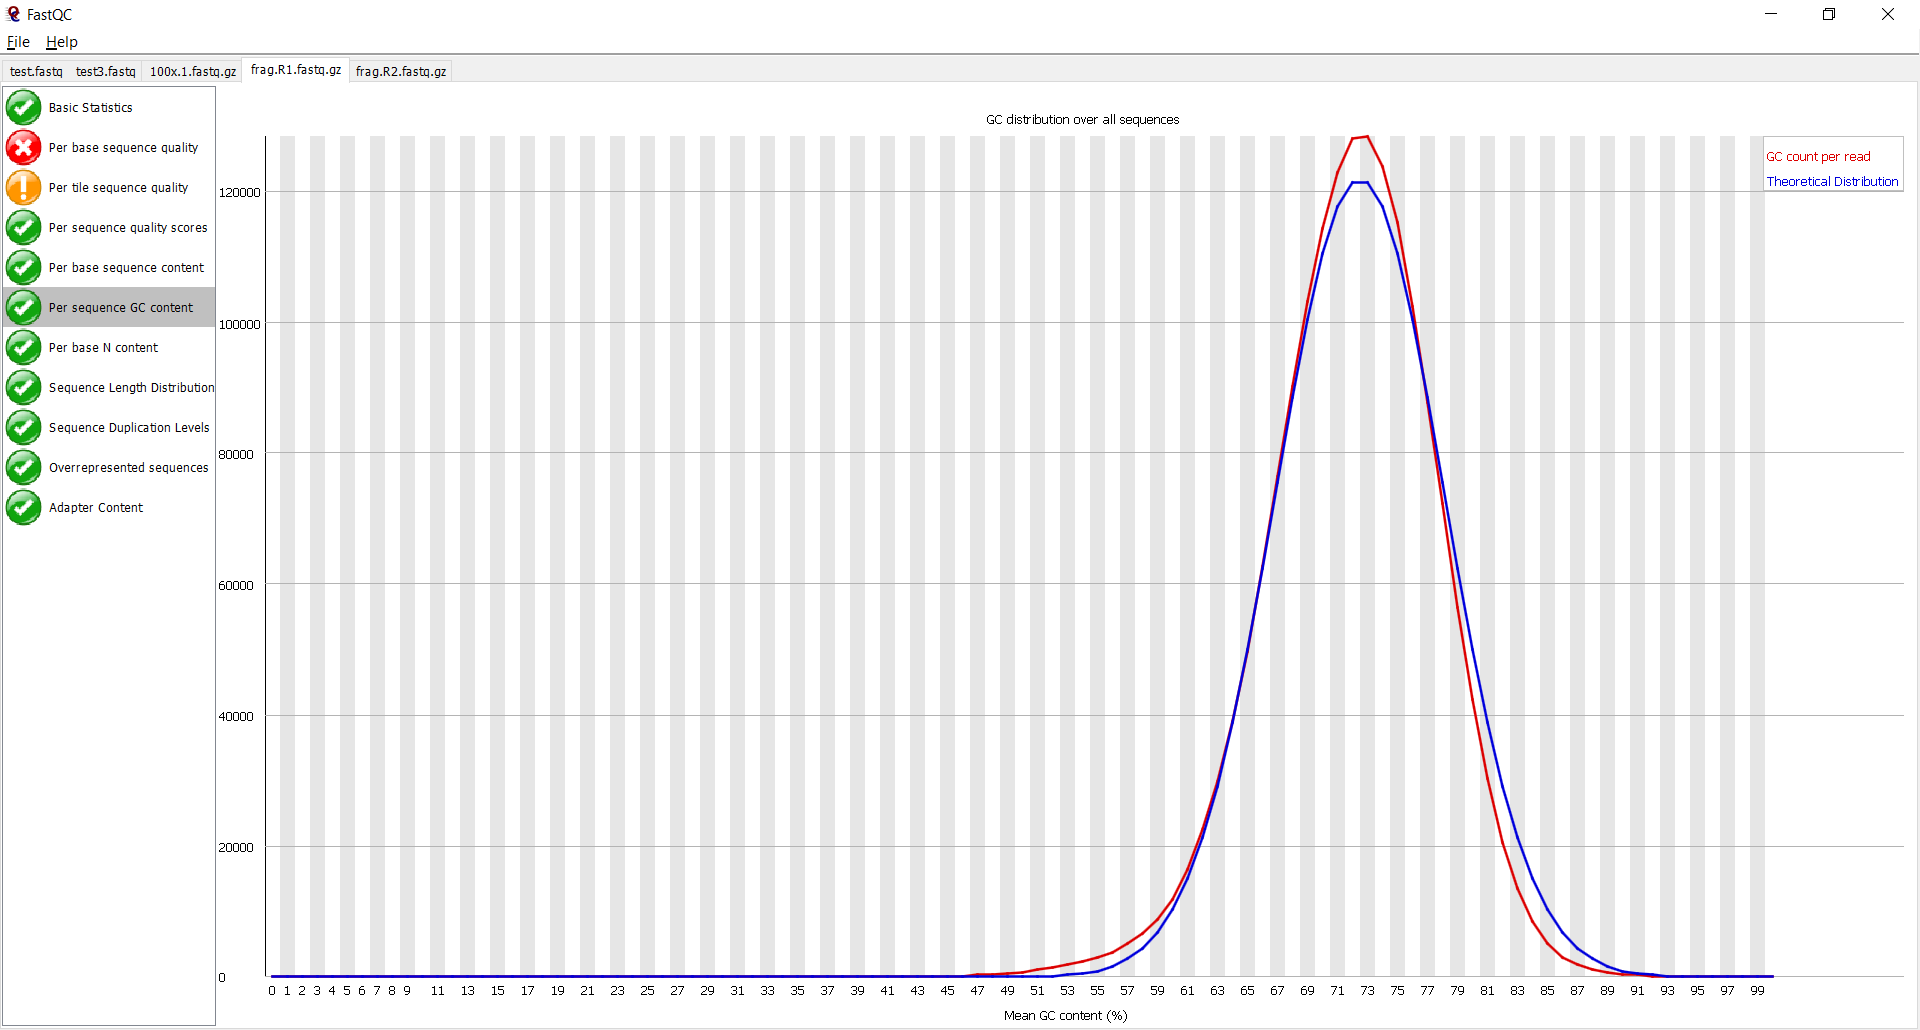 FastQC
File Help
test.fastq test3.fastq 100x.1.fastq.gz frag.R1.fastq.gz frag.R2.fastq.gz
Basic Statistics
Per base sequence quality
Per tile sequence quality
Per sequence quality scores
Per base sequence content
Per sequence GC content
Per base N content
Sequence Length Distribution
Sequence Duplication Levels
Overrepresented sequences
Adapter Content
GC distribution over all sequences
GC count per read
Theoretical Distribution
120000
100000
80000
60000
40000
20000
0
0 1 2 3 4 5 6 7 8 9 11 13 15 17 19 21 23 25 27 29 31 33 35 37 39 41 43 45 47 49 51 53 55 57 59 61 63 65 67 69 71 73 75 77 79 81 83 85 87 89 91 93 95 97 99
Mean GC content (%)